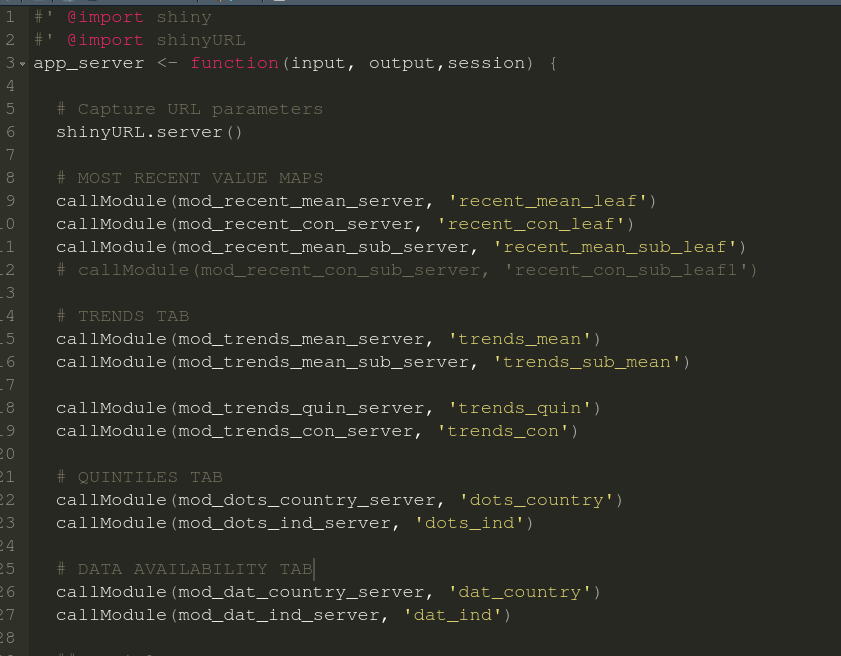 1 #' @import shiny
2 #' @import shinyURL
3 app_server <- function(input, output,session) {
4
5 # Capture URL parameters
6 shinyURL.server()
7
8 # MOST RECENT VALUE MAPS
9 callModule(mod_recent_mean_server, 'recent_mean_leaf')
10 callModule(mod_recent_con_server, 'recent_con_leaf')
11 callModule(mod_recent_mean_sub_server, 'recent_mean_sub_leaf')
12 # callModule(mod_recent_con_sub_server, 'recent_con_sub_leaf1')
13
14 # TRENDS TAB
15 callModule(mod_trends_mean_server, 'trends_mean')
16 callModule(mod_trends_mean_sub_server, 'trends_sub_mean')
17
18 callModule(mod_trends_quin_server, 'trends_quin')
19 callModule(mod_trends_con_server, 'trends_con')
20
21 # QUINTILES TAB
22 callModule(mod_dots_country_server, 'dots_country')
23 callModule(mod_dots_ind_server, 'dots_ind')
24
25 # DATA AVAILABILITY TAB
26 callModule(mod_dat_country_server, 'dat_country')
27 callModule(mod_dat_ind_server, 'dat_ind')
28